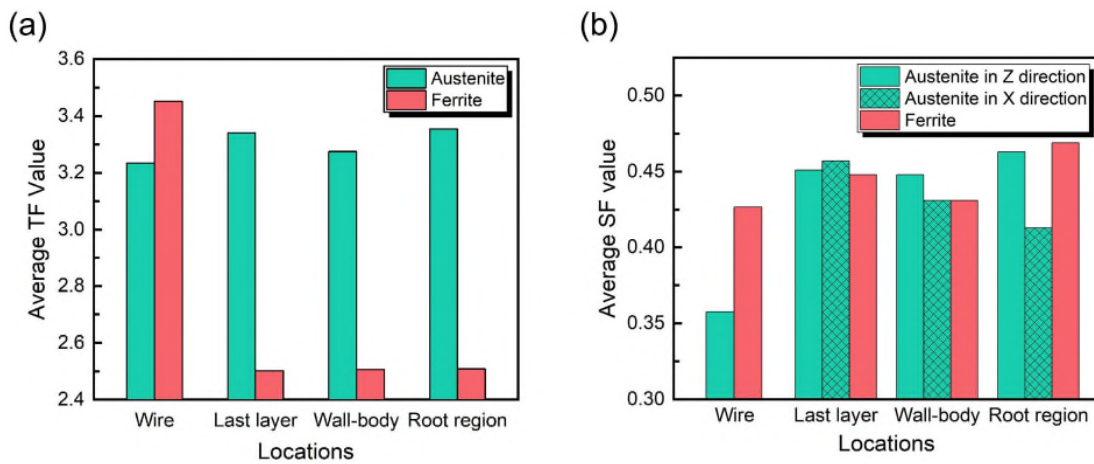 (a)
Average TF Value
3.6
3.4
3.2
3.0
2.8
2.6
2.4
Austenite
Ferrite
Wire
Last layer
Wall-body
Root region
Locations
(b)
Average SF value
0.50
0.45
0.40
0.35
0.30
Austenite in Z direction
Austenite in X direction
Ferrite
Wire
Last layer
Wall-body
Root region
Locations